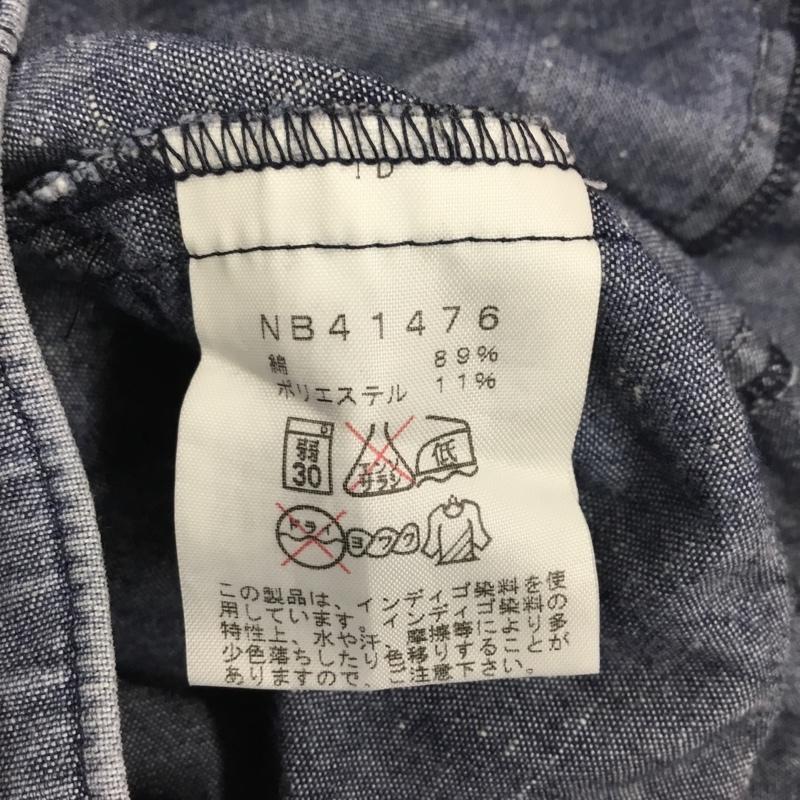 NB41476
綿 89%
ポリエステル 11%
弱
30
エンソ
サラシ
低
ドライ
ヨワク
この製品は、インディゴ染料を使
用しています。インディゴ染料の
特性上、水や汗、摩擦等により多
少色落ちしたり色移りすることが
ありますので、ご注意下さい。